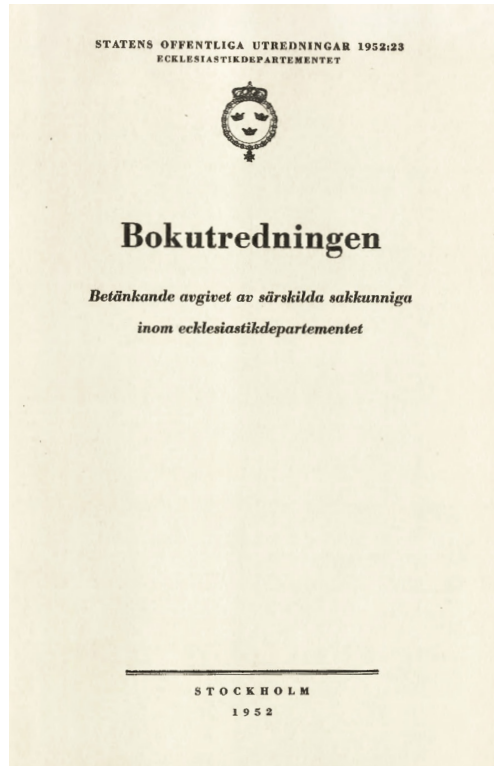 STATENS OFFENTLIGA UTREDNINGAR 1952:23
ECKLESIASTIKDEPARTEMENTET
Bokutredningen
Betänkande avgivet av särskilda sakkunniga
inom ecklesiastikdepartementet
STOCKHOLM
1952